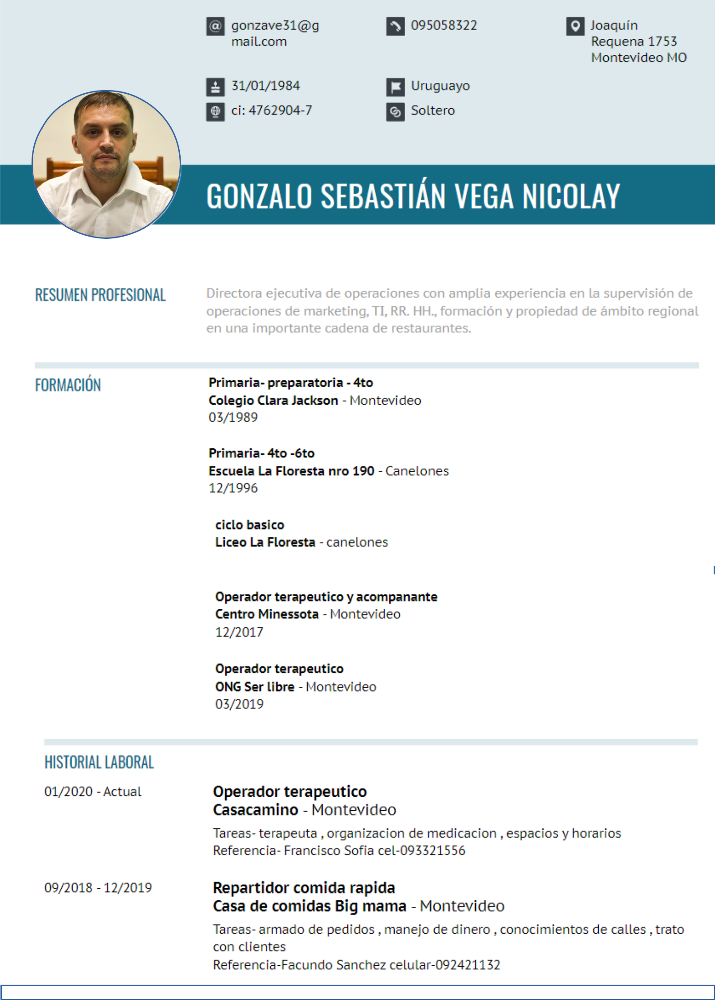 gonzave31@g
mail.com
095058322
Joaquín
Requena 1753
Montevideo MO
31/01/1984
Uruguayo
ci: 4762904-7
Soltero
GONZALO SEBASTIÁN VEGA NICOLAY
RESUMEN PROFESIONAL
Directora ejecutiva de operaciones con amplia experiencia en la supervisión de
operaciones de marketing, TI, RR. HH., formación y propiedad de ámbito regional
en una importante cadena de restaurantes.
FORMACIÓN
Primaria- preparatoria - 4to
Colegio Clara Jackson - Montevideo
03/1989
Primaria- 4to -6to
Escuela La Floresta nro 190 - Canelones
12/1996
ciclo basico
Liceo La Floresta - canelones
Operador terapeutico y acompanante
Centro Minessota - Montevideo
12/2017
Operador terapeutico
ONG Ser libre - Montevideo
03/2019
HISTORIAL LABORAL
01/2020 - Actual
Operador terapeutico
Casacamino - Montevideo
Tareas- terapeuta , organizacion de medicacion , espacios y horarios
Referencia- Francisco Sofia cel-093321556
09/2018 - 12/2019
Repartidor comida rapida
Casa de comidas Big mama - Montevideo
Tareas- armado de pedidos , manejo de dinero , conocimientos de calles , trato
con clientes
Referencia-Facundo Sanchez celular-092421132